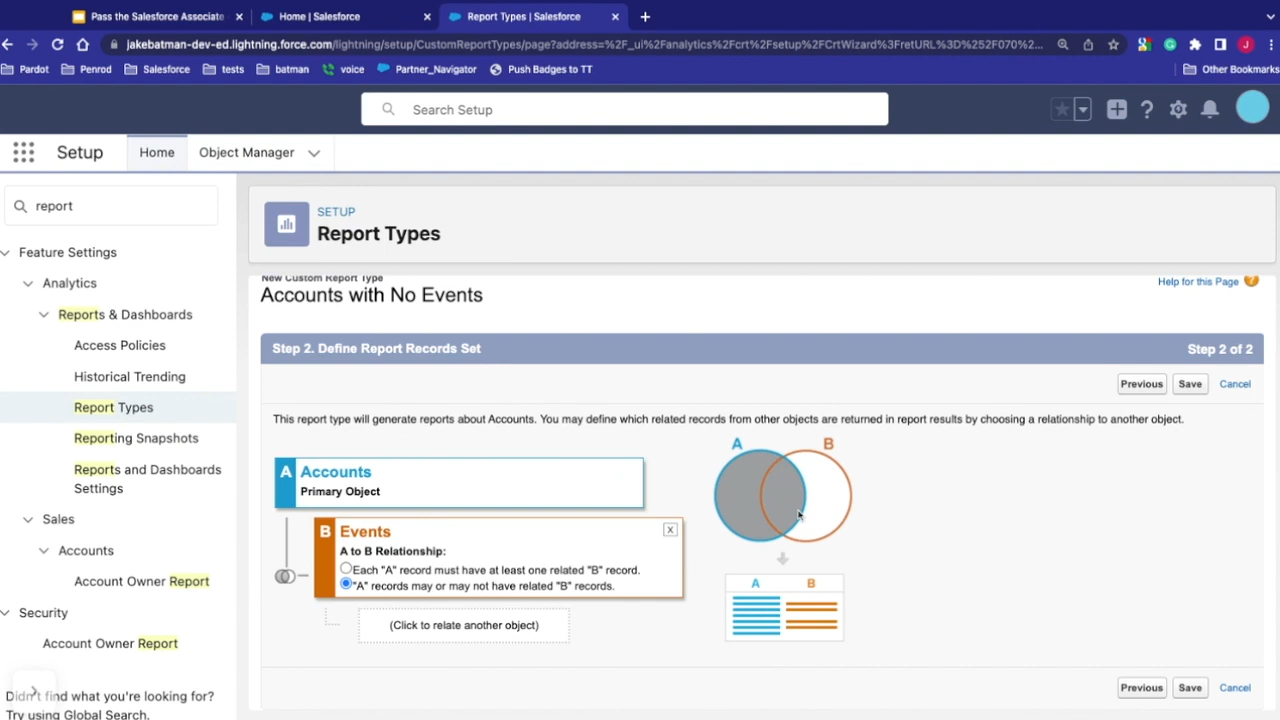 Pass the Salesforce Associate
Home | Salesforce
Report Types | Salesforce
jakebatman-dev-ed.lightning.force.com/lightning/setup/CustomReportTypes/page?address=%2F_ui%2Fanalytics%2Fcrt%2Fsetup%2FCrtWizard%3FretURL%3D%252F070%2...
Pardot
Penrod
Salesforce
tests
batman
voice
Partner_Navigator
Push Badges to TT
Other Bookmarks
J
Search Setup
Setup
Home
Object Manager
report
Feature Settings
Analytics
Reports & Dashboards
Access Policies
Historical Trending
Report Types
Reporting Snapshots
Reports and Dashboards
Settings
Sales
Accounts
Account Owner Report
Security
Account Owner Report
Didn't find what you're looking for?
Try using Global Search.
SETUP
Report Types
New Custom Report Type
Accounts with No Events
Help for this Page
Step 2. Define Report Records Set
Step 2 of 2
Previous
Save
Cancel
This report type will generate reports about Accounts. You may define which related records from other objects are returned in report results by choosing a relationship to another object.
A Accounts
Primary Object
B Events
X
A to B Relationship:
Each "A" record must have at least one related "B" record.
"A" records may or may not have related "B" records.
(Click to relate another object)
A
B
A
B
Previous
Save
Cancel